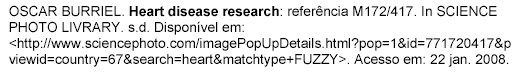 OSCAR BURRIEL. Heart disease research: referência M172/417. In SCIENCE
PHOTO LIVRARY. s.d. Disponível em:
<http://www.sciencephoto.com/imagePopUpDetails.html?pop=1&id=771720417&p
viewid=country=67&search=heart&matchtype+FUZZY>. Acesso em: 22 jan. 2008.